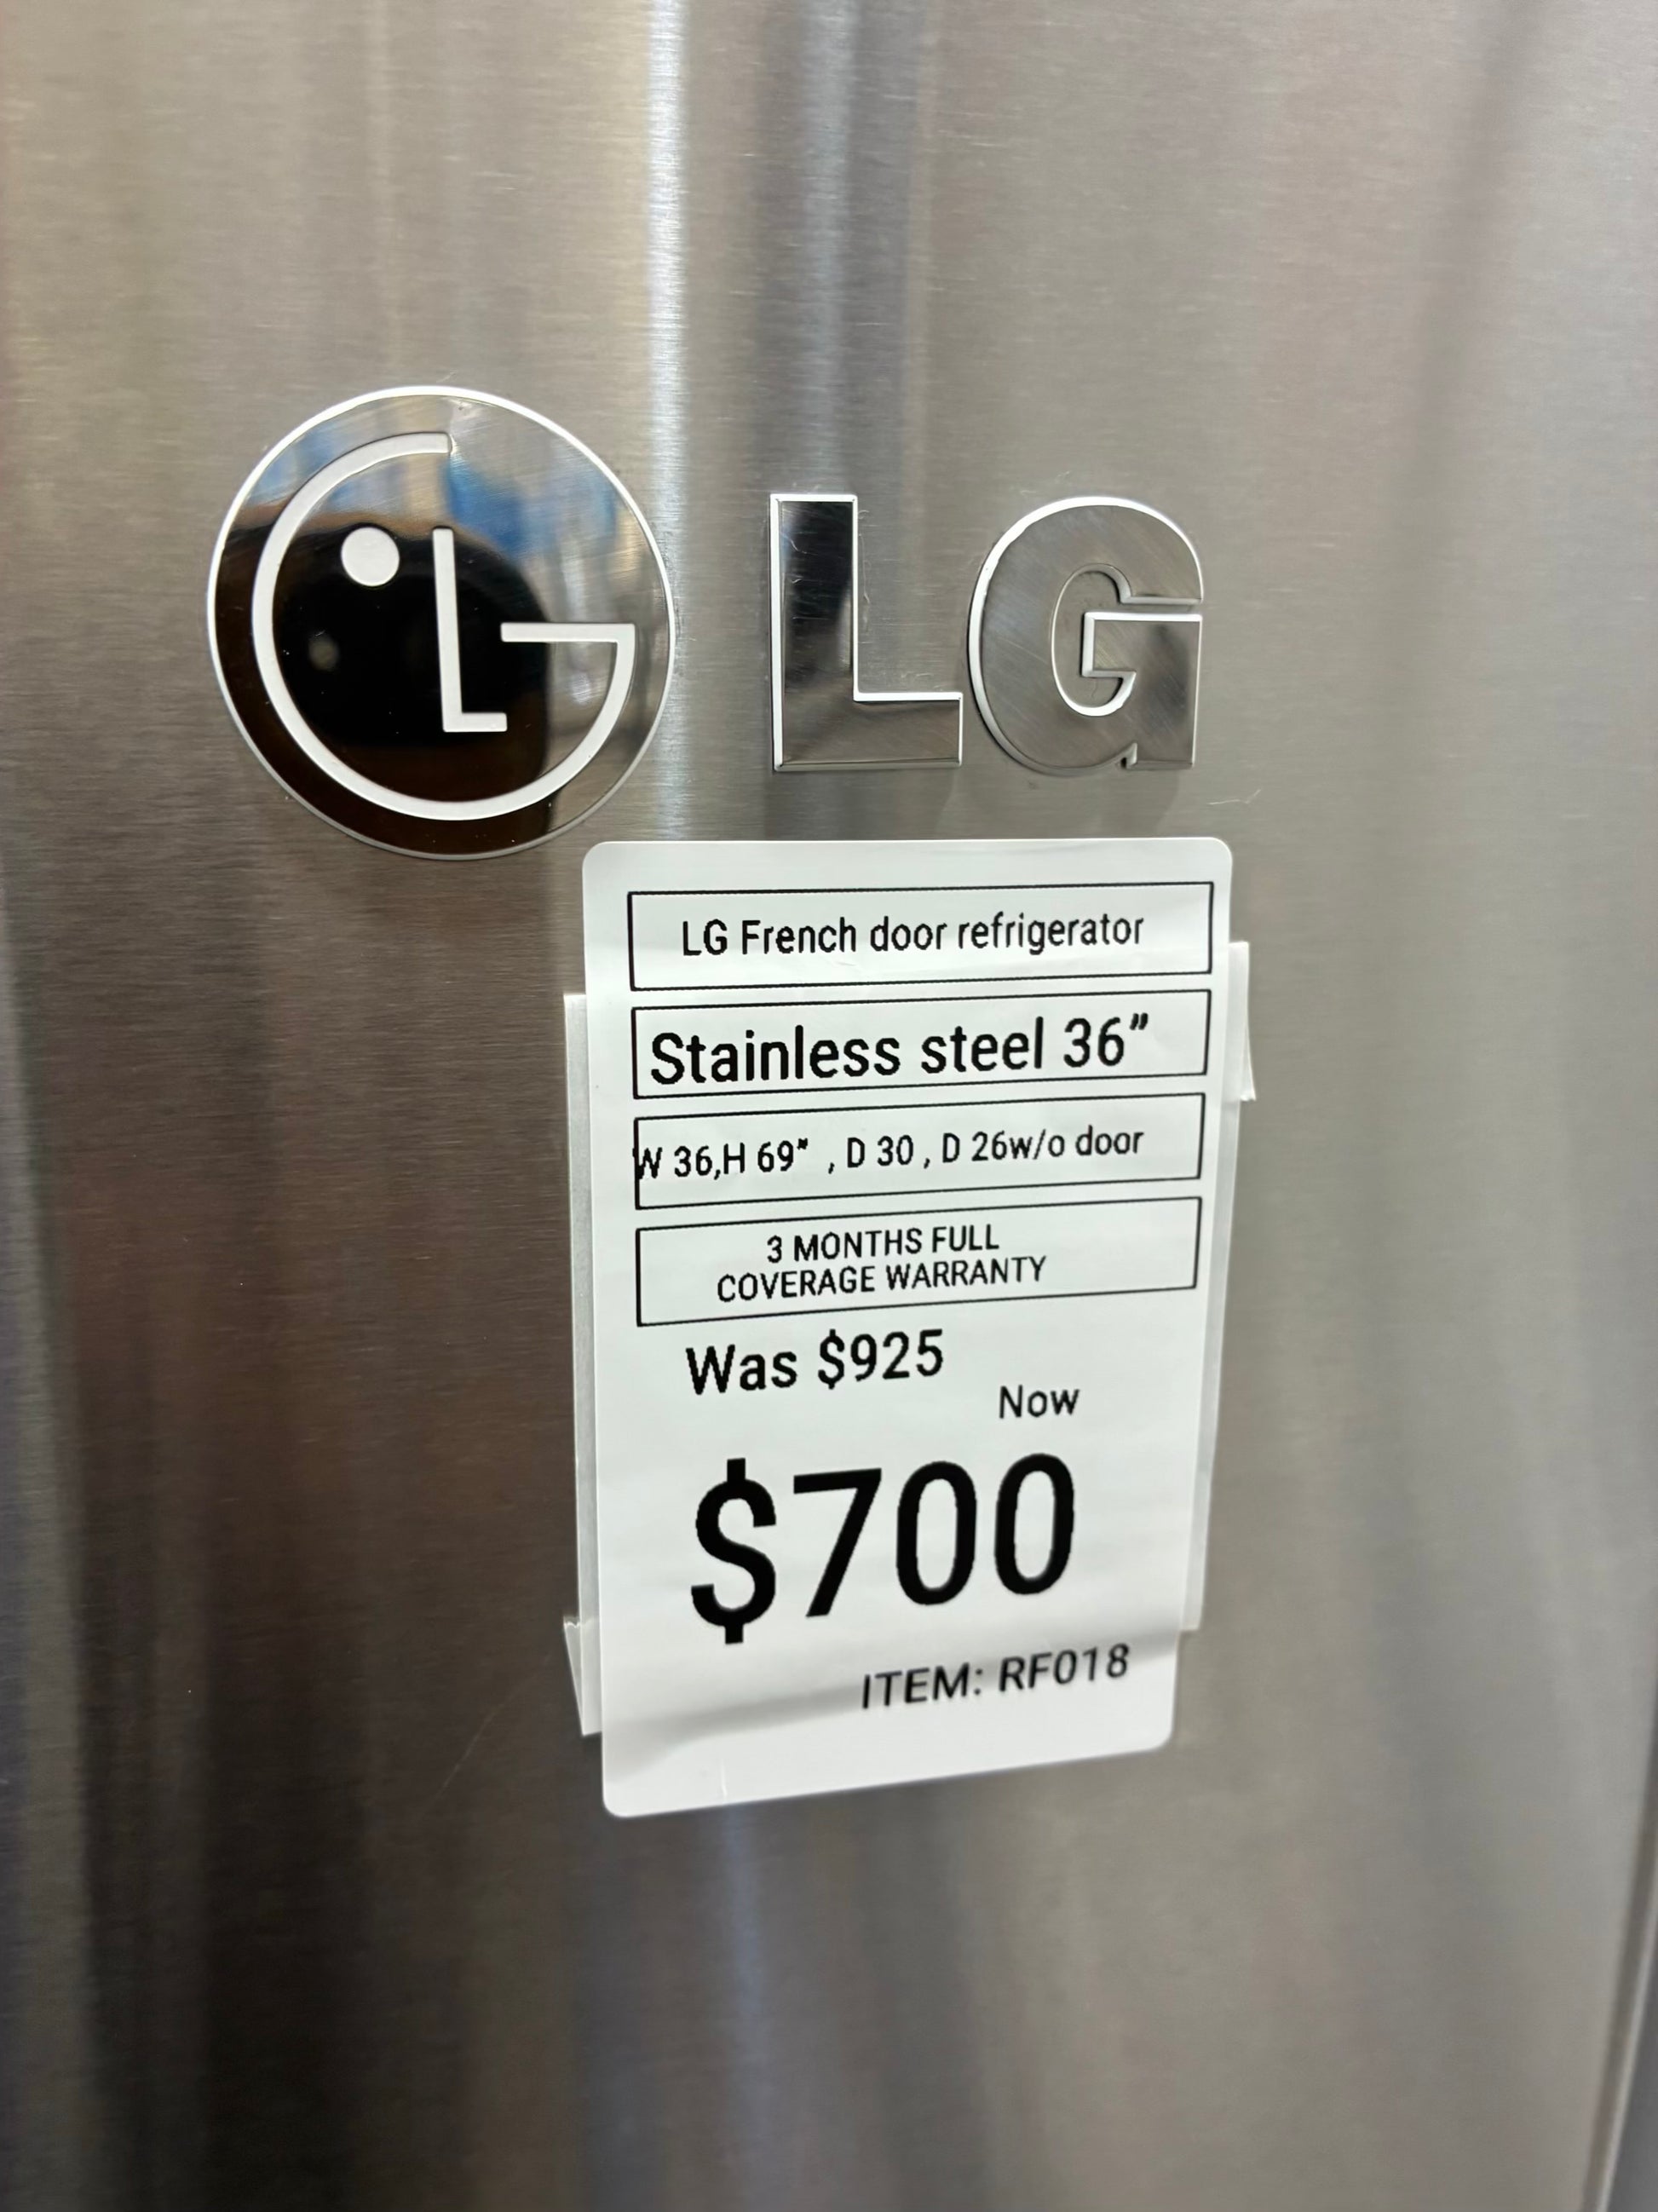 LG
LG French door refrigerator
Stainless steel 36”
W 36,H 69" , D 30 , D 26w/o door
3 MONTHS FULL
COVERAGE WARRANTY
Was $925
Now
$700
ITEM: RF018